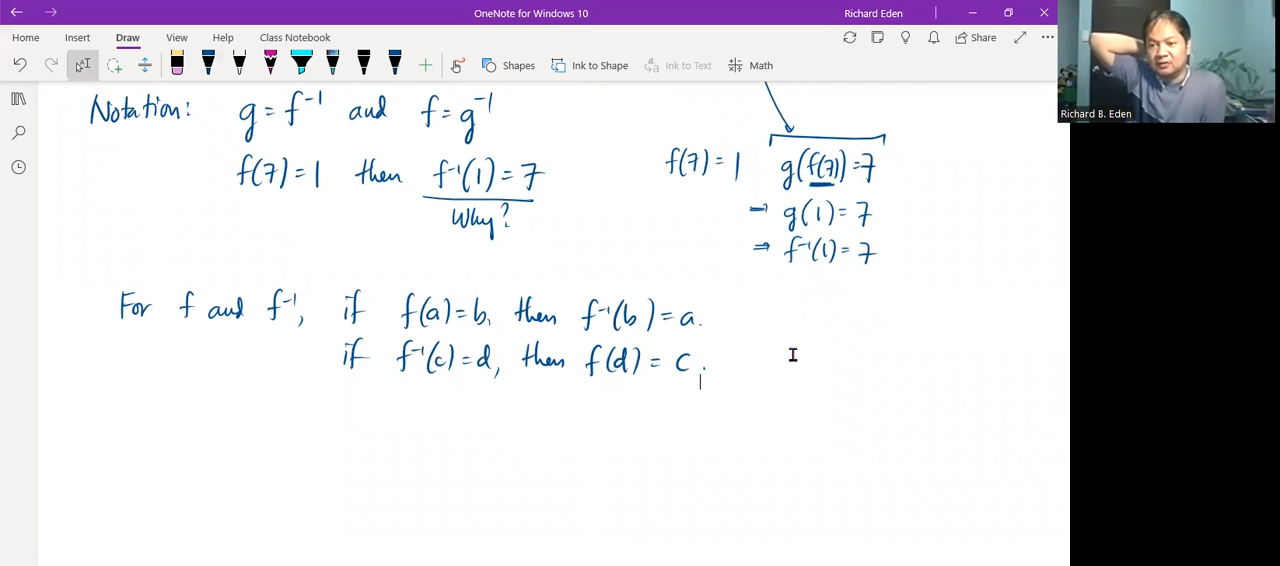 OneNote for Windows 10
Richard Eden
Home Insert Draw View Help Class Notebook
Share
Shapes Ink to Shape Ink to Text Math
Richard B. Eden
Notation: g = f⁻¹ and f = g⁻¹
f(7) = 1 then f⁻¹(1) = 7
Why?
f(7) = 1 g(f(7)) = 7
→ g(1) = 7
⇒ f⁻¹(1) = 7
For f and f⁻¹, if f(a) = b, then f⁻¹(b) = a.
if f⁻¹(c) = d, then f(d) = c.